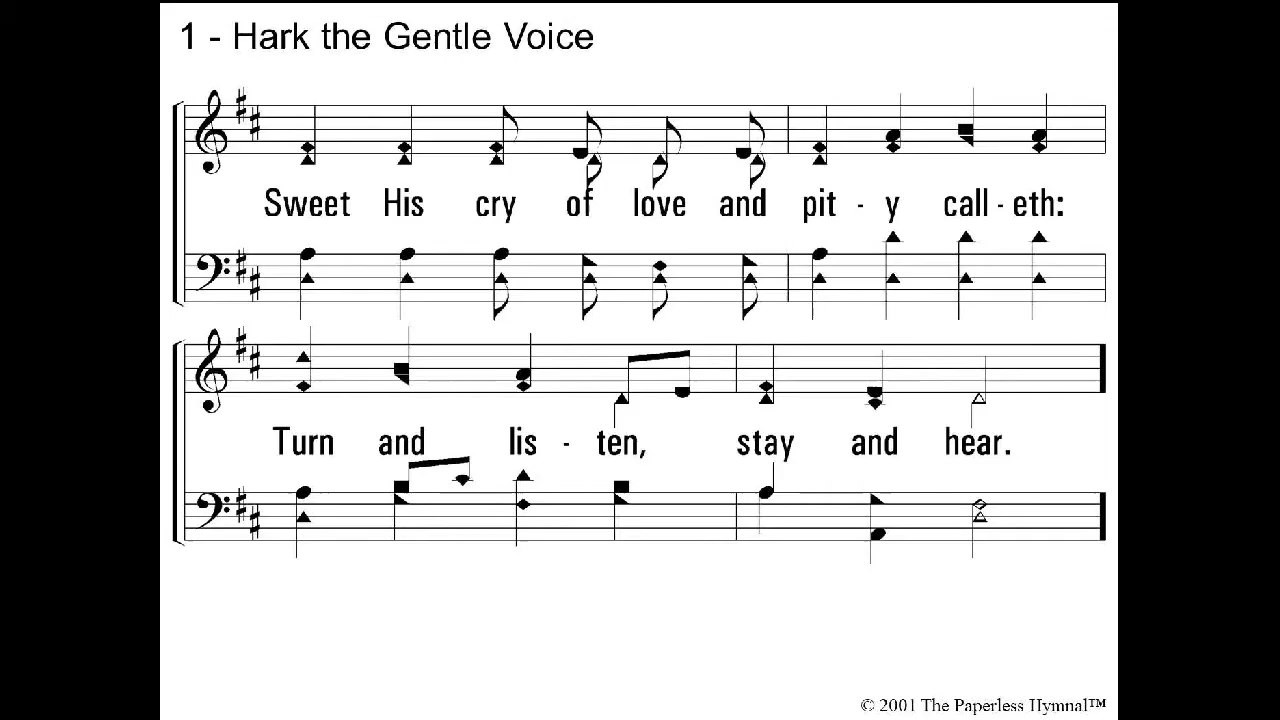 1 - Hark the Gentle Voice
Sweet His cry of love and pit - y call - eth:
Turn and lis - ten, stay and hear.
© 2001 The Paperless Hymnal™